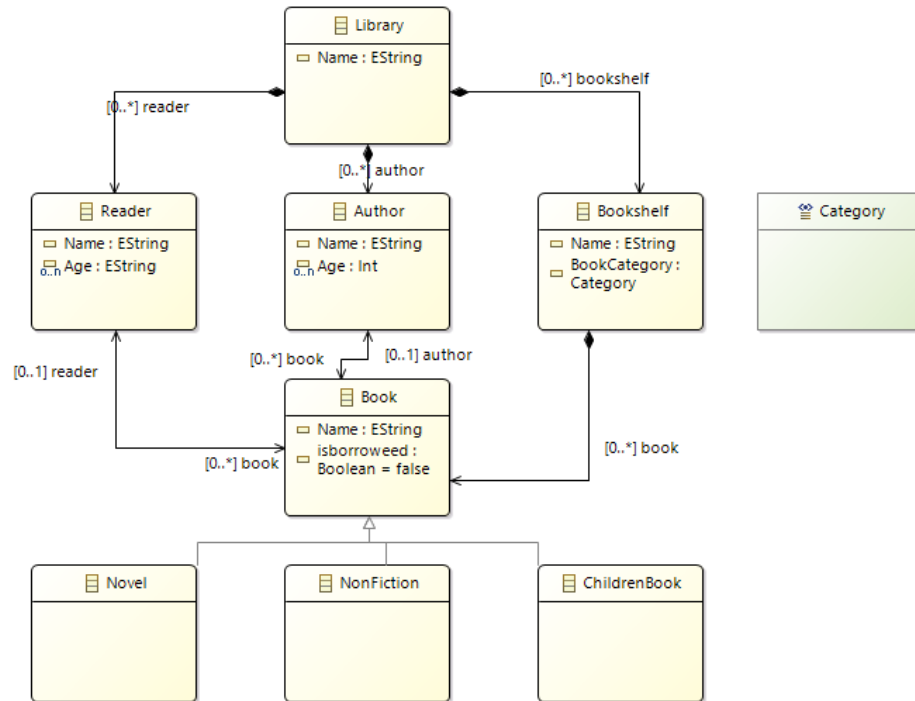 Library
Name : EString
[0..*] reader
[0..*] bookshelf
[0..*] author
Reader
Name : EString
0..n Age : EString
Author
Name : EString
0..n Age : Int
Bookshelf
Name : EString
BookCategory :
Category
Category
[0..1] reader
[0..*] book
[0..1] author
Book
Name : EString
isborroweed :
Boolean = false
[0..*] book
[0..*] book
Novel
NonFiction
ChildrenBook